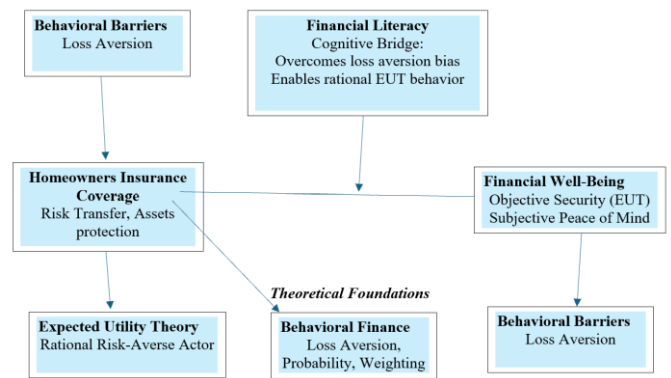 Behavioral Barriers
Loss Aversion
Financial Literacy
Cognitive Bridge:
Overcomes loss aversion bias
Enables rational EUT behavior
Homeowners Insurance
Coverage
Risk Transfer, Assets
protection
Financial Well-Being
Objective Security (EUT)
Subjective Peace of Mind
Theoretical Foundations
Expected Utility Theory
Rational Risk-Averse Actor
Behavioral Finance
Loss Aversion,
Probability, Weighting
Behavioral Barriers
Loss Aversion